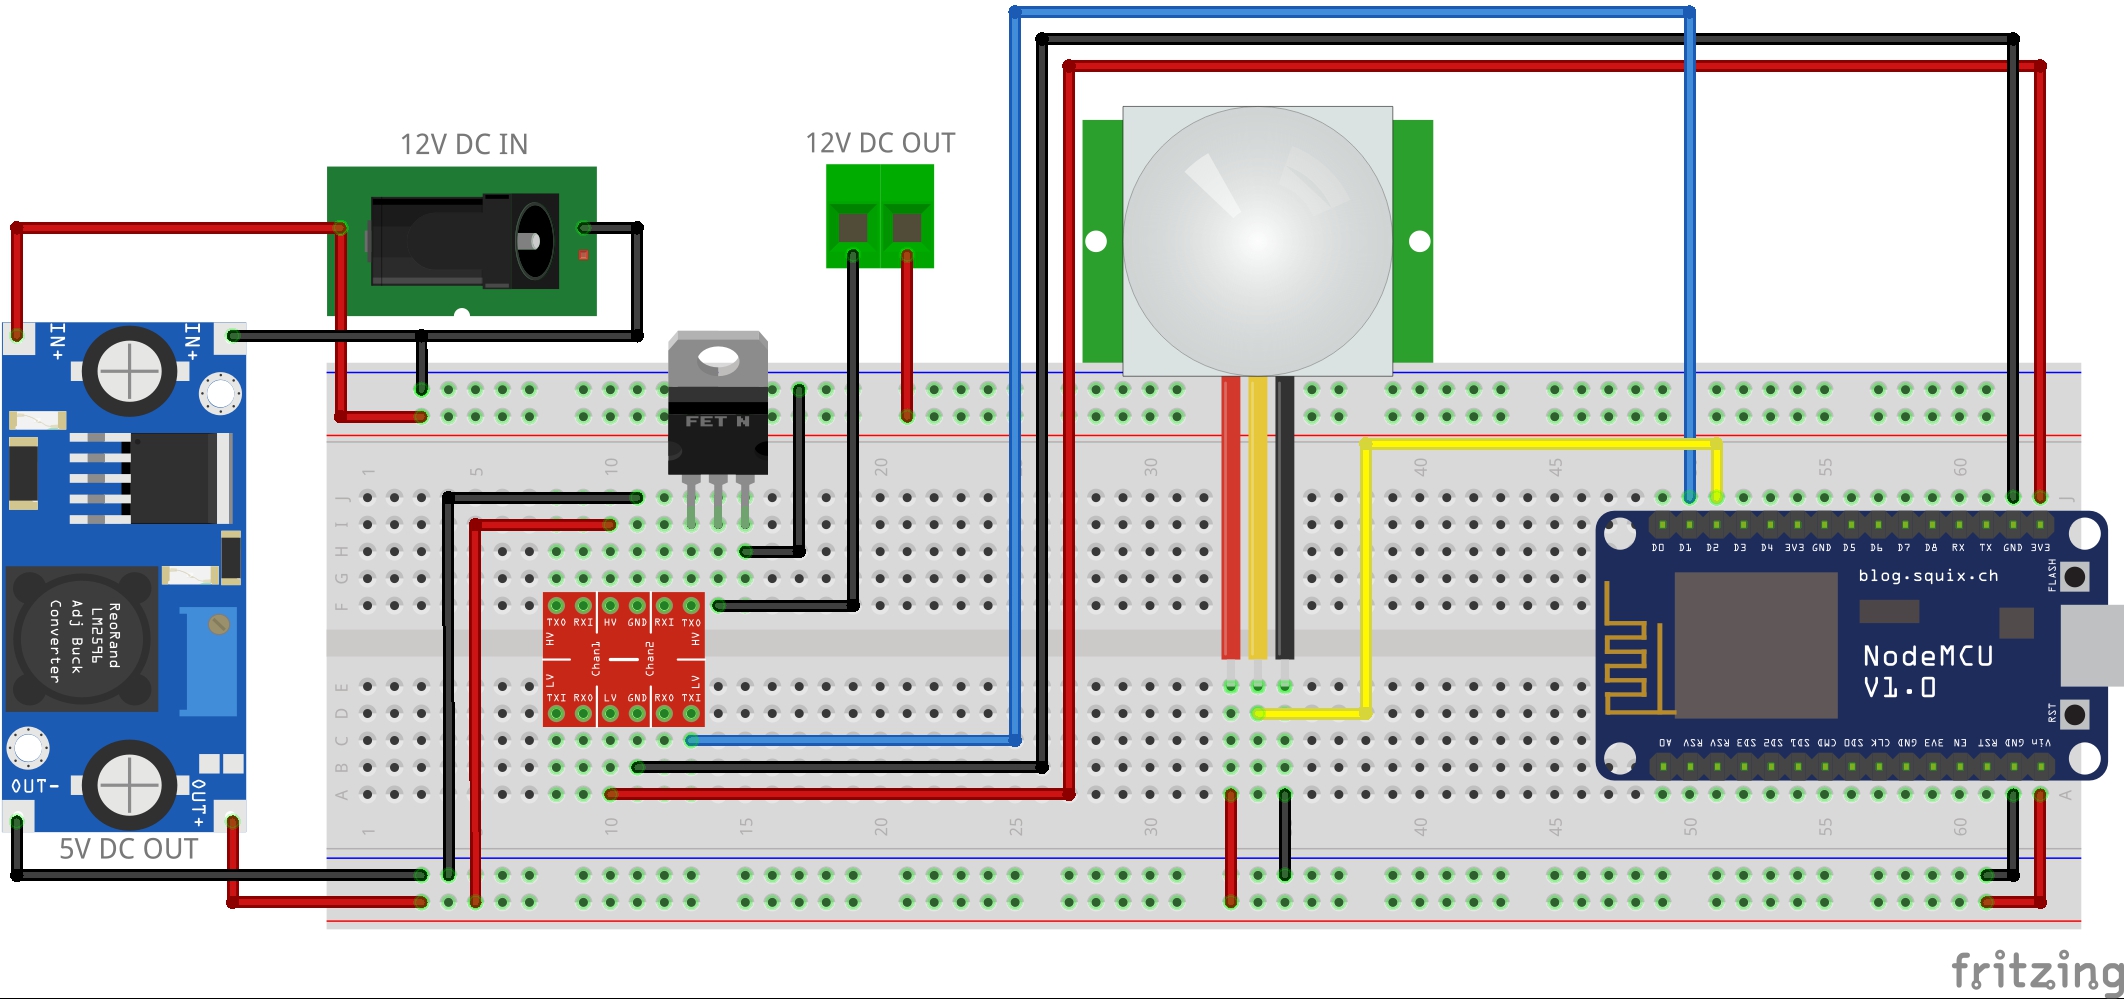 12V DC IN
12V DC OUT
IN+
IN+
FET N
ReoRand
LM2596
Adj Buck
Converter
OUT-
OUT+
5V DC OUT
1 5 10 20 30 40 45 55 60
J J
I
H
G
F
E
D
C
B
A A
1 10 15 20 25 30 40 45 50 55 60
TXO RXI HV GND RXI TXO
HV HV
Chan1 Chan2
LV LV
TXI RXO LV GND RXO TXI
D0 D1 D2 D3 D4 3V3 GND D5 D6 D7 D8 RX TX GND 3V3
blog.squix.ch
FLASH
NodeMCU
V1.0
RST
A0 RSV RSV SD3 SD2 SD1 CMD SD0 CLK GND 3V3 EN RST GND Vin
fritzing